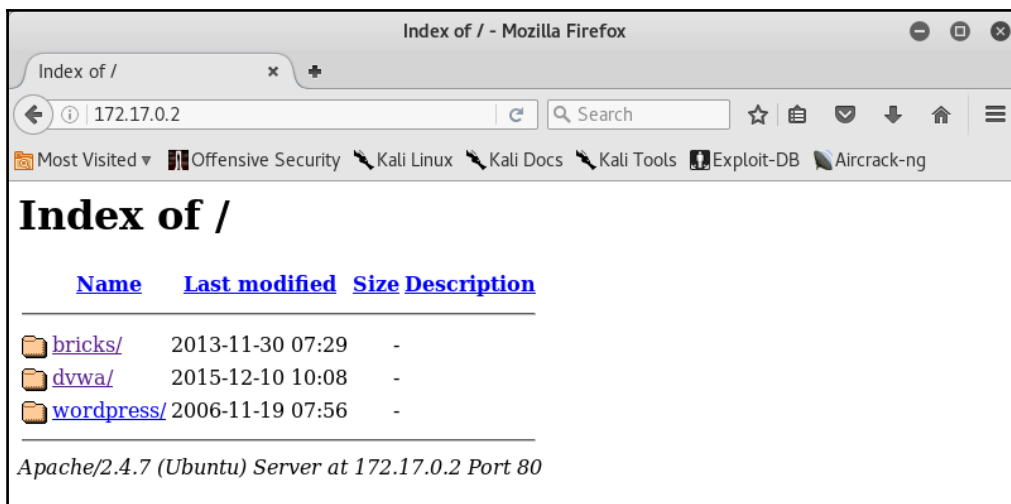 Index of / - Mozilla Firefox
Index of /
172.17.0.2 Search
Most Visited Offensive Security Kali Linux Kali Docs Kali Tools Exploit-DB Aircrack-ng
Index of /
Name Last modified Size Description
bricks/ 2013-11-30 07:29 -
dvwa/ 2015-12-10 10:08 -
wordpress/ 2006-11-19 07:56 -
Apache/2.4.7 (Ubuntu) Server at 172.17.0.2 Port 80